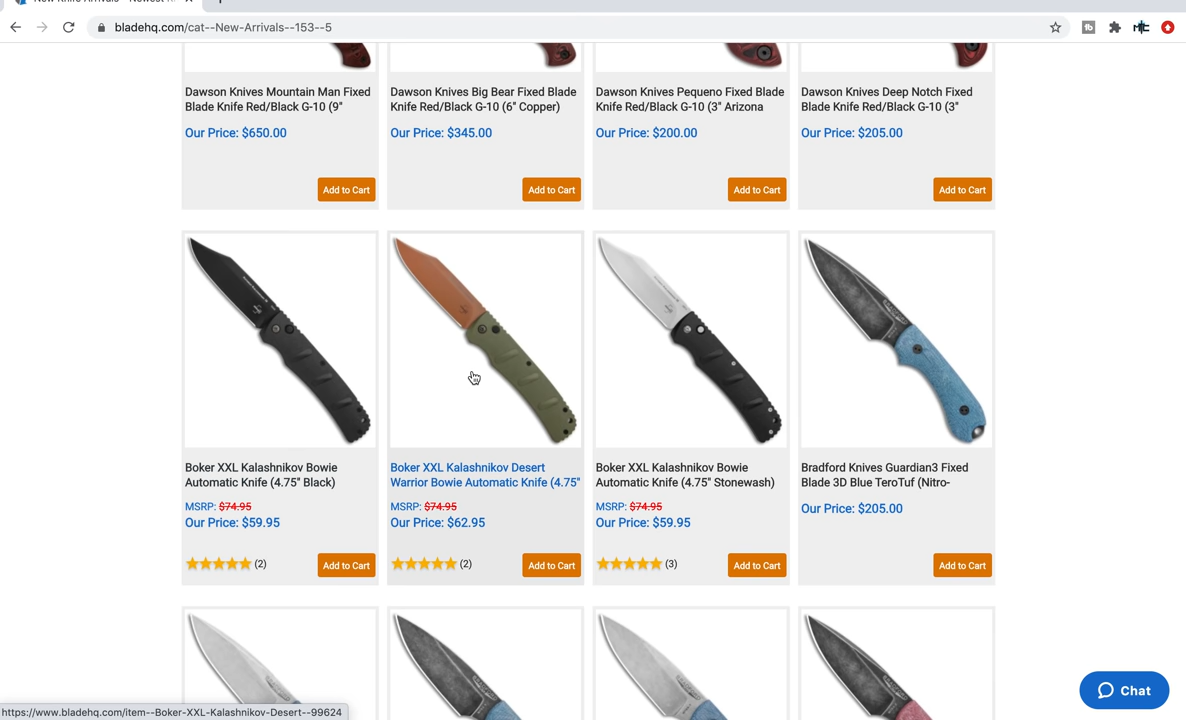 bladehq.com/cat--New-Arrivals--153--5
Dawson Knives Mountain Man Fixed
Blade Knife Red/Black G-10 (9"
Our Price: $650.00
Add to Cart
Dawson Knives Big Bear Fixed Blade
Knife Red/Black G-10 (6" Copper)
Our Price: $345.00
Add to Cart
Dawson Knives Pequeno Fixed Blade
Knife Red/Black G-10 (3" Arizona
Our Price: $200.00
Add to Cart
Dawson Knives Deep Notch Fixed
Blade Knife Red/Black G-10 (3"
Our Price: $205.00
Add to Cart
Boker XXL Kalashnikov Bowie
Automatic Knife (4.75" Black)
MSRP: $74.95
Our Price: $59.95
(2)
Add to Cart
Boker XXL Kalashnikov Desert
Warrior Bowie Automatic Knife (4.75"
MSRP: $74.95
Our Price: $62.95
(2)
Add to Cart
Boker XXL Kalashnikov Bowie
Automatic Knife (4.75" Stonewash)
MSRP: $74.95
Our Price: $59.95
(3)
Add to Cart
Bradford Knives Guardian3 Fixed
Blade 3D Blue TeroTuf (Nitro-
Our Price: $205.00
Add to Cart
Chat
https://www.bladehq.com/item--Boker-XXL-Kalashnikov-Desert--99624